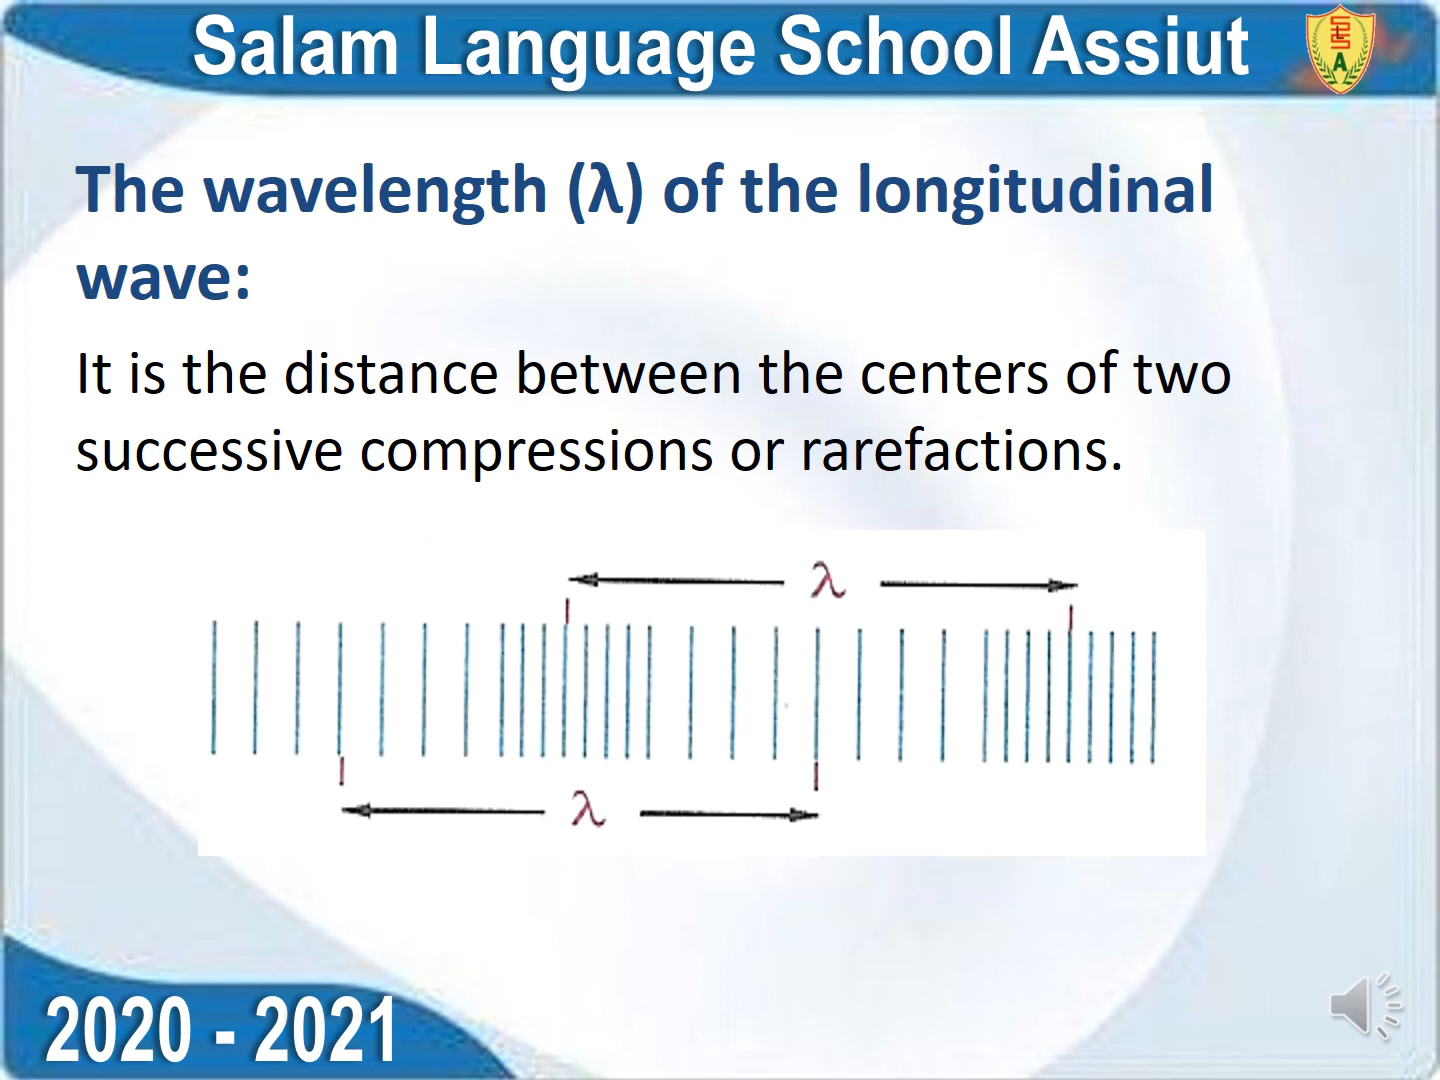 Salam Language School Assiut
SLS
A
The wavelength (λ) of the longitudinal
wave:
It is the distance between the centers of two
successive compressions or rarefactions.
λ
λ
2020 - 2021